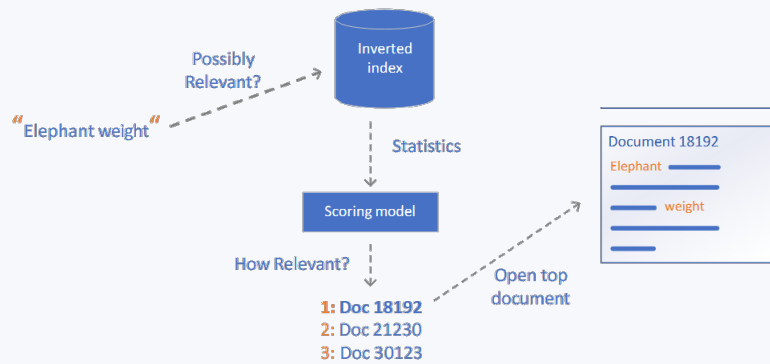 Inverted
index
Possibly
Relevant?
“Elephant weight“
Statistics
Scoring model
How Relevant?
1: Doc 18192
2: Doc 21230
3: Doc 30123
Open top
document
Document 18192
Elephant
weight